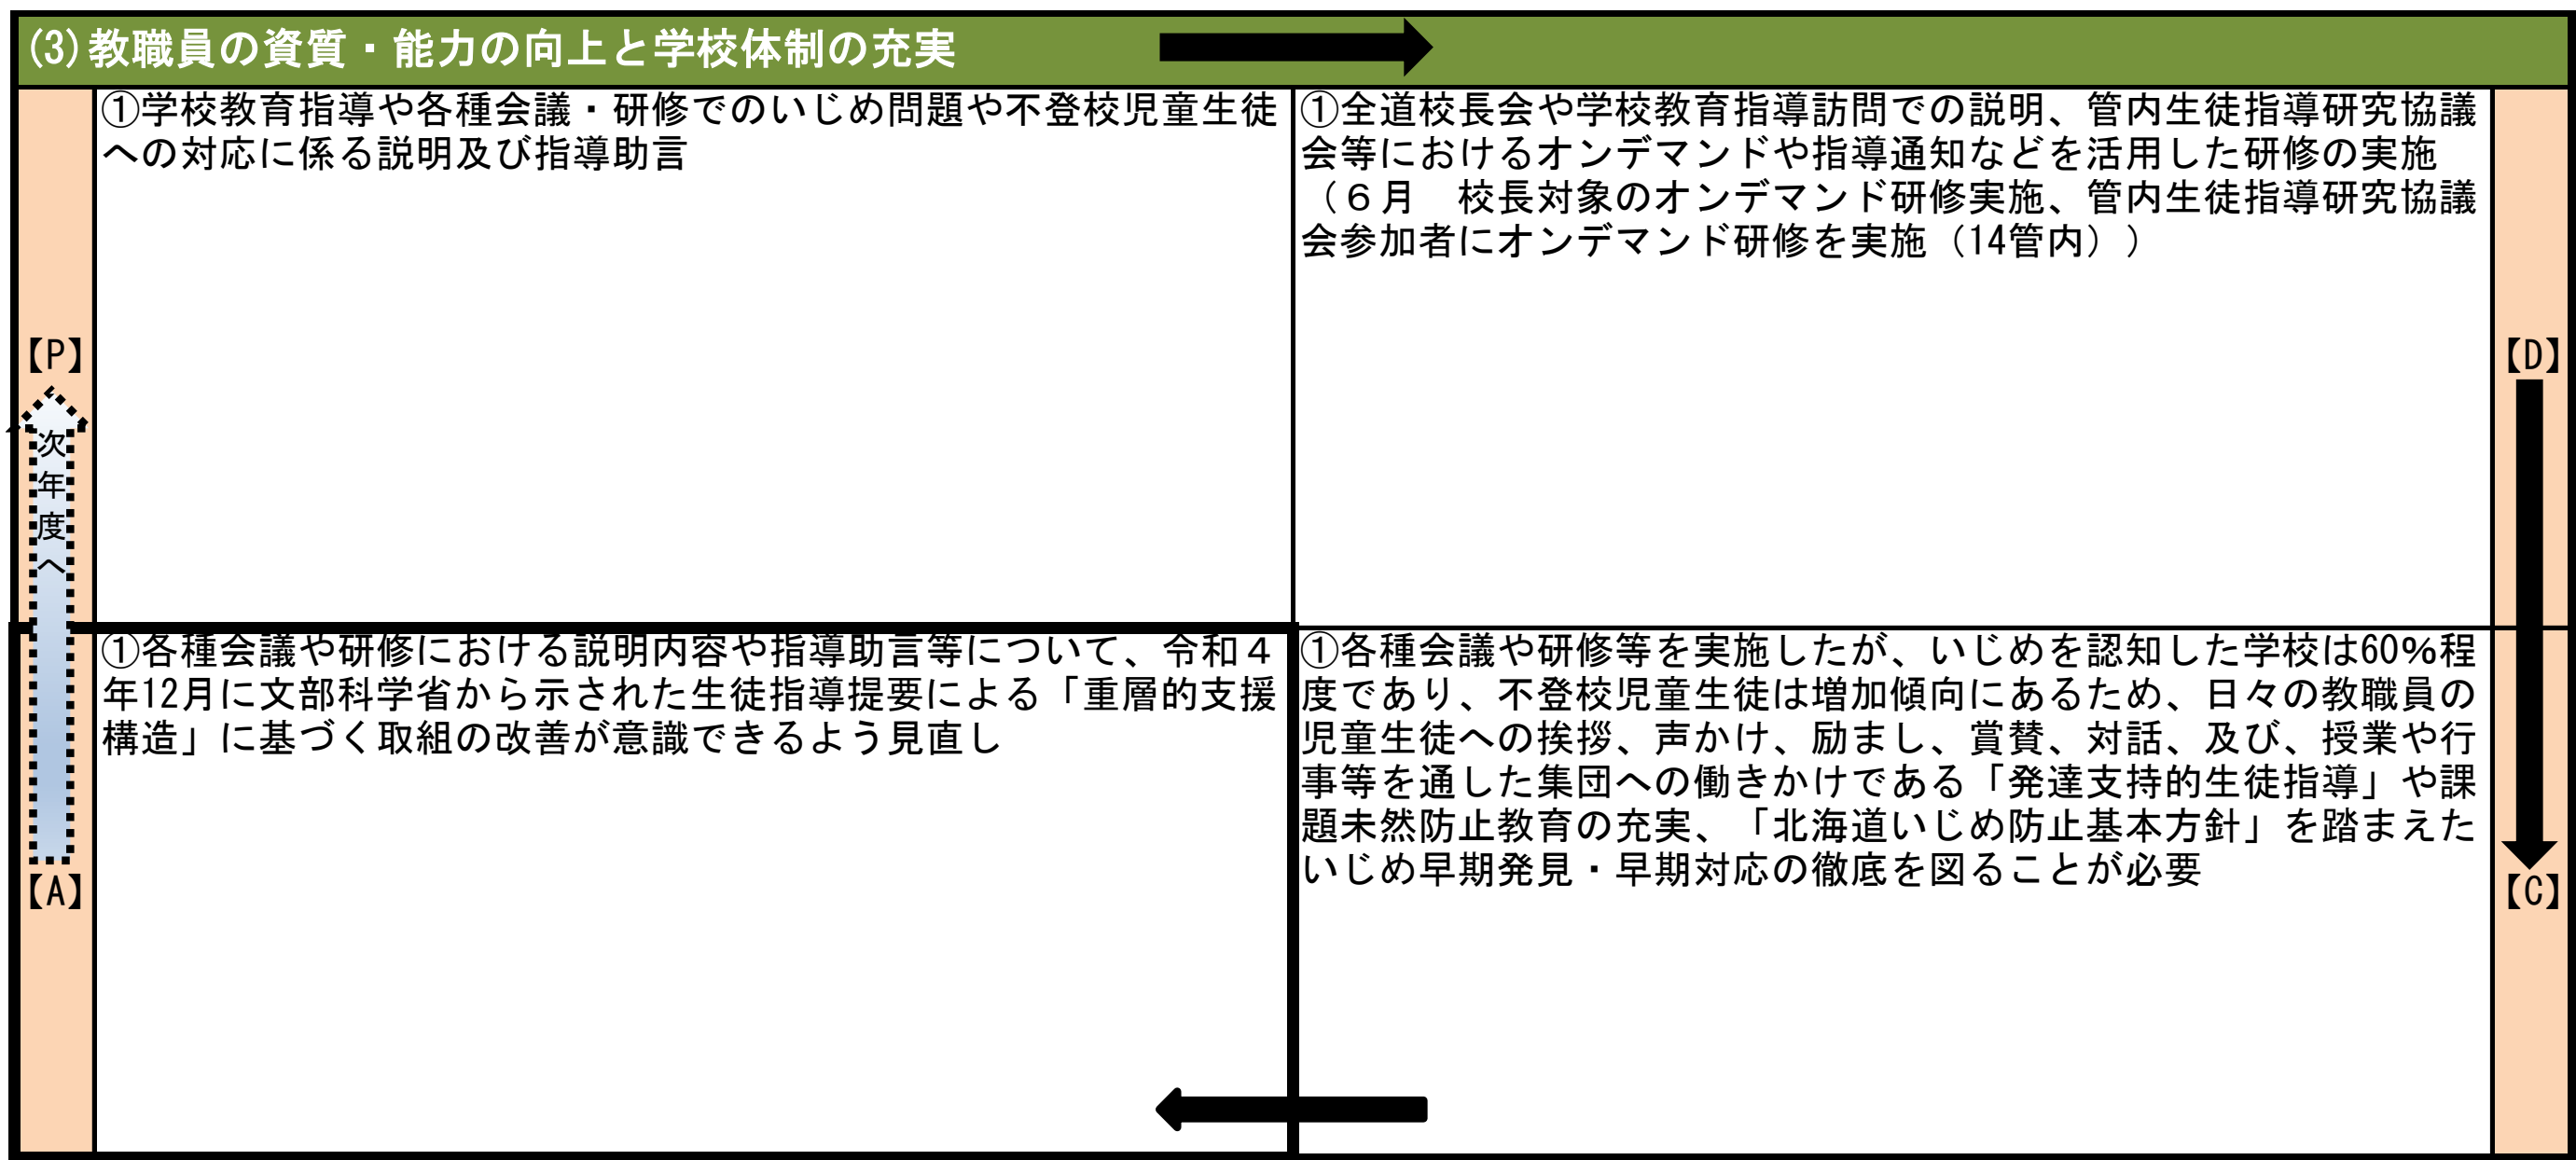 (3)教職員の資質・能力の向上と学校体制の充実
①学校教育指導や各種会議・研修でのいじめ問題や不登校児童生徒
への対応に係る説明及び指導助言
【P】
①全道校長会や学校教育指導訪問での説明、管内生徒指導研究協議
会等におけるオンデマンドや指導通知などを活用した研修の実施
（６月　校長対象のオンデマンド研修実施、管内生徒指導研究協議
会参加者にオンデマンド研修を実施（14管内））
【D】
次年度へ
①各種会議や研修における説明内容や指導助言等について、令和４
年12月に文部科学省から示された生徒指導提要による「重層的支援
構造」に基づく取組の改善が意識できるよう見直し
【A】
①各種会議や研修等を実施したが、いじめを認知した学校は60%程
度であり、不登校児童生徒は増加傾向にあるため、日々の教職員の
児童生徒への挨拶、声かけ、励まし、賞賛、対話、及び、授業や行
事等を通した集団への働きかけである「発達支持的生徒指導」や課
題未然防止教育の充実、「北海道いじめ防止基本方針」を踏まえた
いじめ早期発見・早期対応の徹底を図ることが必要
【C】